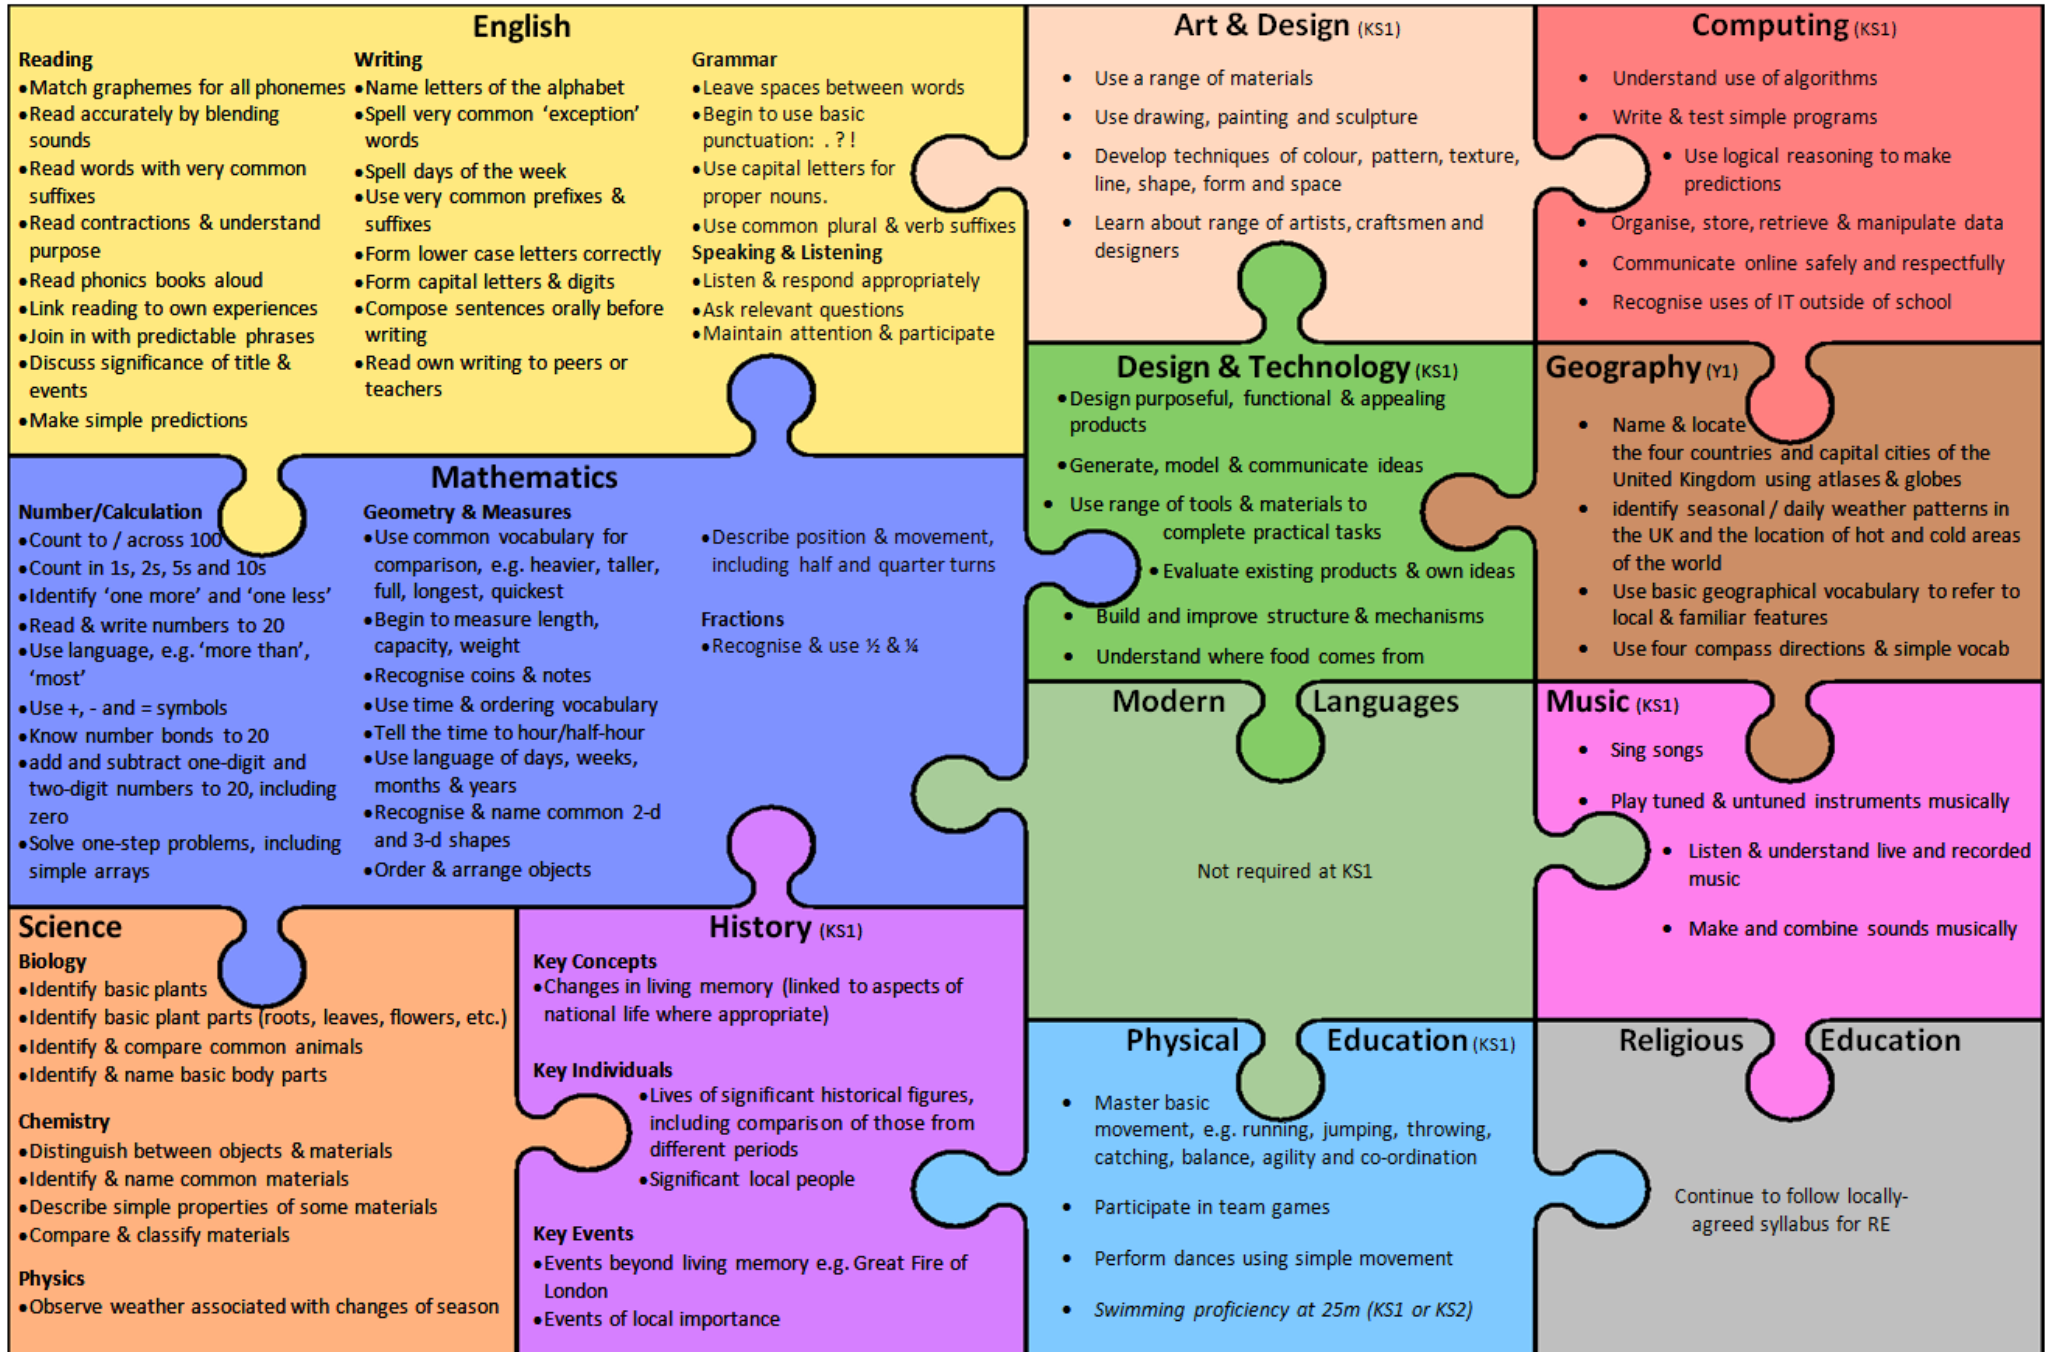 English
Reading
•Match graphemes for all phonemes
•Read accurately by blending
sounds
•Read words with very common
suffixes
•Read contractions & understand
purpose
•Read phonics books aloud
•Link reading to own experiences
•Join in with predictable phrases
•Discuss significance of title &
events
•Make simple predictions
Writing
•Name letters of the alphabet
•Spell very common ‘exception’
words
•Spell days of the week
•Use very common prefixes &
suffixes
•Form lower case letters correctly
•Form capital letters & digits
•Compose sentences orally before
writing
•Read own writing to peers or
teachers
Grammar
•Leave spaces between words
•Begin to use basic
punctuation: . ? !
•Use capital letters for
proper nouns.
•Use common plural & verb suffixes
Speaking & Listening
•Listen & respond appropriately
•Ask relevant questions
•Maintain attention & participate
Art & Design (KS1)
• Use a range of materials
• Use drawing, painting and sculpture
• Develop techniques of colour, pattern, texture,
line, shape, form and space
• Learn about range of artists, craftsmen and
designers
Computing (KS1)
• Understand use of algorithms
• Write & test simple programs
• Use logical reasoning to make
predictions
• Organise, store, retrieve & manipulate data
• Communicate online safely and respectfully
• Recognise uses of IT outside of school
Mathematics
Number/Calculation
•Count to / across 100
•Count in 1s, 2s, 5s and 10s
•Identify ‘one more’ and ‘one less’
•Read & write numbers to 20
•Use language, e.g. ‘more than’,
‘most’
•Use +, - and = symbols
•Know number bonds to 20
•add and subtract one-digit and
two-digit numbers to 20, including
zero
•Solve one-step problems, including
simple arrays
Geometry & Measures
•Use common vocabulary for
comparison, e.g. heavier, taller,
full, longest, quickest
•Begin to measure length,
capacity, weight
•Recognise coins & notes
•Use time & ordering vocabulary
•Tell the time to hour/half-hour
•Use language of days, weeks,
months & years
•Recognise & name common 2-d
and 3-d shapes
•Order & arrange objects
•Describe position & movement,
including half and quarter turns
Fractions
•Recognise & use ½ & ¼
Design & Technology (KS1)
•Design purposeful, functional & appealing
products
•Generate, model & communicate ideas
• Use range of tools & materials to
complete practical tasks
•Evaluate existing products & own ideas
• Build and improve structure & mechanisms
• Understand where food comes from
Geography (Y1)
• Name & locate
the four countries and capital cities of the
United Kingdom using atlases & globes
• identify seasonal / daily weather patterns in
the UK and the location of hot and cold areas
of the world
• Use basic geographical vocabulary to refer to
local & familiar features
• Use four compass directions & simple vocab
Modern Languages
Not required at KS1
Music (KS1)
• Sing songs
• Play tuned & untuned instruments musically
• Listen & understand live and recorded
music
• Make and combine sounds musically
Science
Biology
•Identify basic plants
•Identify basic plant parts (roots, leaves, flowers, etc.)
•Identify & compare common animals
•Identify & name basic body parts
Chemistry
•Distinguish between objects & materials
•Identify & name common materials
•Describe simple properties of some materials
•Compare & classify materials
Physics
•Observe weather associated with changes of season
History (KS1)
Key Concepts
•Changes in living memory (linked to aspects of
national life where appropriate)
Key Individuals
•Lives of significant historical figures,
including comparison of those from
different periods
•Significant local people
Key Events
•Events beyond living memory e.g. Great Fire of
London
•Events of local importance
Physical Education (KS1)
• Master basic
movement, e.g. running, jumping, throwing,
catching, balance, agility and co-ordination
• Participate in team games
• Perform dances using simple movement
• Swimming proficiency at 25m (KS1 or KS2)
Religious Education
Continue to follow locally-
agreed syllabus for RE